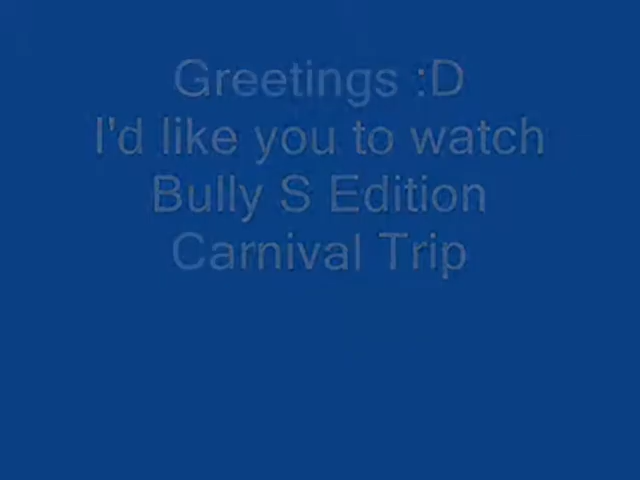 Greetings :D
I'd like you to watch
Bully S Edition
Carnival Trip